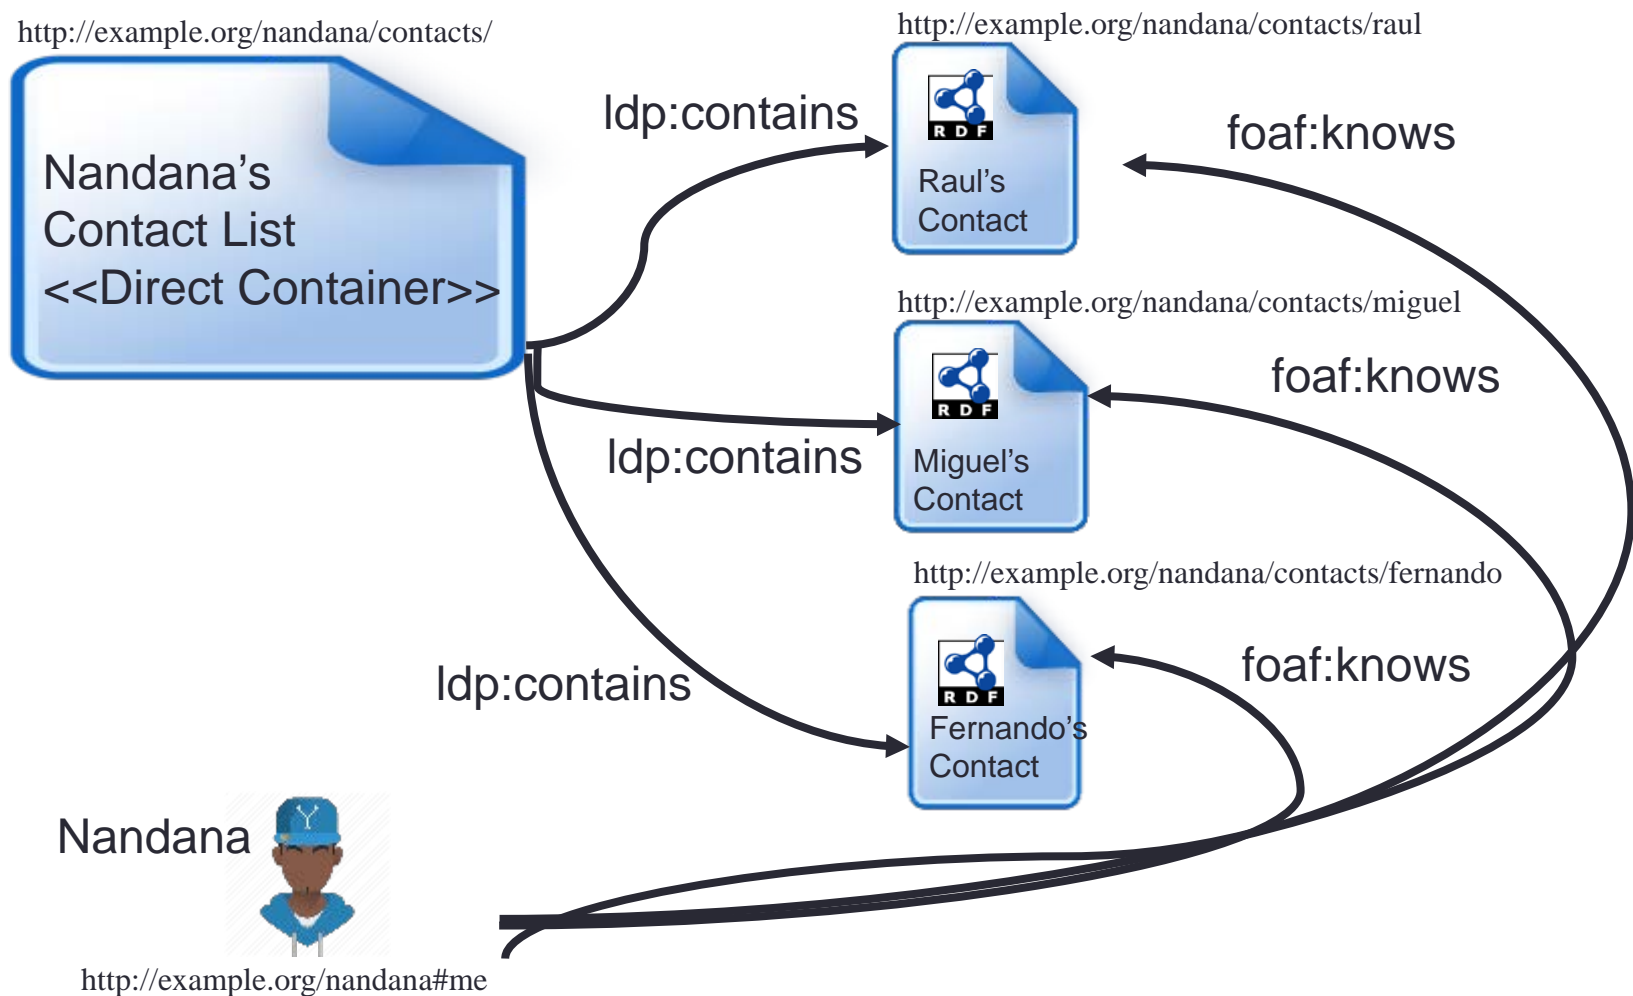 http://example.org/nandana/contacts/
Nandana's
Contact List
<<Direct Container>>
ldp:contains
ldp:contains
ldp:contains
http://example.org/nandana/contacts/raul
RDF
Raul's
Contact
foaf:knows
http://example.org/nandana/contacts/miguel
RDF
Miguel's
Contact
foaf:knows
http://example.org/nandana/contacts/fernando
RDF
Fernando's
Contact
foaf:knows
Nandana
Y
http://example.org/nandana#me